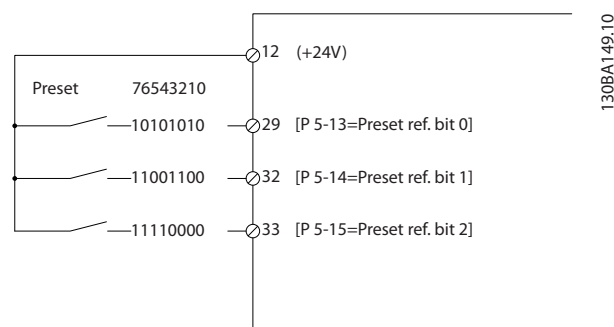 12 (+24V)
Preset 76543210
10101010 29 [P 5-13=Preset ref. bit 0]
11001100 32 [P 5-14=Preset ref. bit 1]
11110000 33 [P 5-15=Preset ref. bit 2]
130BA149.10